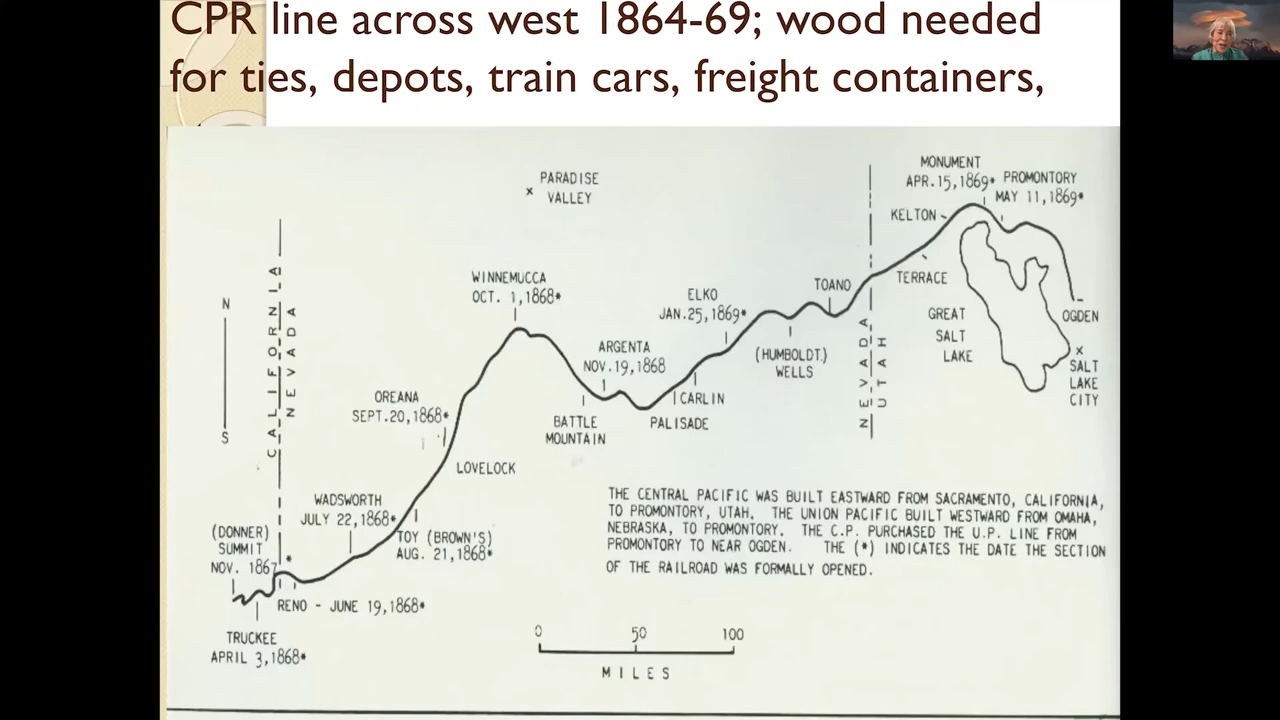 CPR line across west 1864-69; wood needed
for ties, depots, train cars, freight containers,
PARADISE
x VALLEY
MONUMENT
APR. 15, 1869*
PROMONTORY
MAY 11, 1869*
KELTON
TERRACE
GREAT
SALT
LAKE
OGDEN
x
SALT
LAKE
CITY
NEVADA
UTAH
TOANO
(HUMBOLDT)
WELLS
ELKO
JAN. 25, 1869*
CARLIN
PALISADE
ARGENTA
NOV. 19, 1868
BATTLE
MOUNTAIN
WINNEMUCCA
OCT. 1, 1868*
OREANA
SEPT. 20, 1868*
LOVELOCK
N
S
CALIFORNIA
NEVADA
WADSWORTH
JULY 22, 1868*
TOY (BROWN'S)
AUG. 21, 1868*
(DONNER)
SUMMIT
NOV. 1867
*
RENO - JUNE 19, 1868*
TRUCKEE
APRIL 3, 1868*
THE CENTRAL PACIFIC WAS BUILT EASTWARD FROM SACRAMENTO, CALIFORNIA,
TO PROMONTORY, UTAH. THE UNION PACIFIC BUILT WESTWARD FROM OMAHA,
NEBRASKA, TO PROMONTORY. THE C.P. PURCHASED THE U.P. LINE FROM
PROMONTORY TO NEAR OGDEN. THE (*) INDICATES THE DATE THE SECTION
OF THE RAILROAD WAS FORMALLY OPENED.
0 50 100
MILES